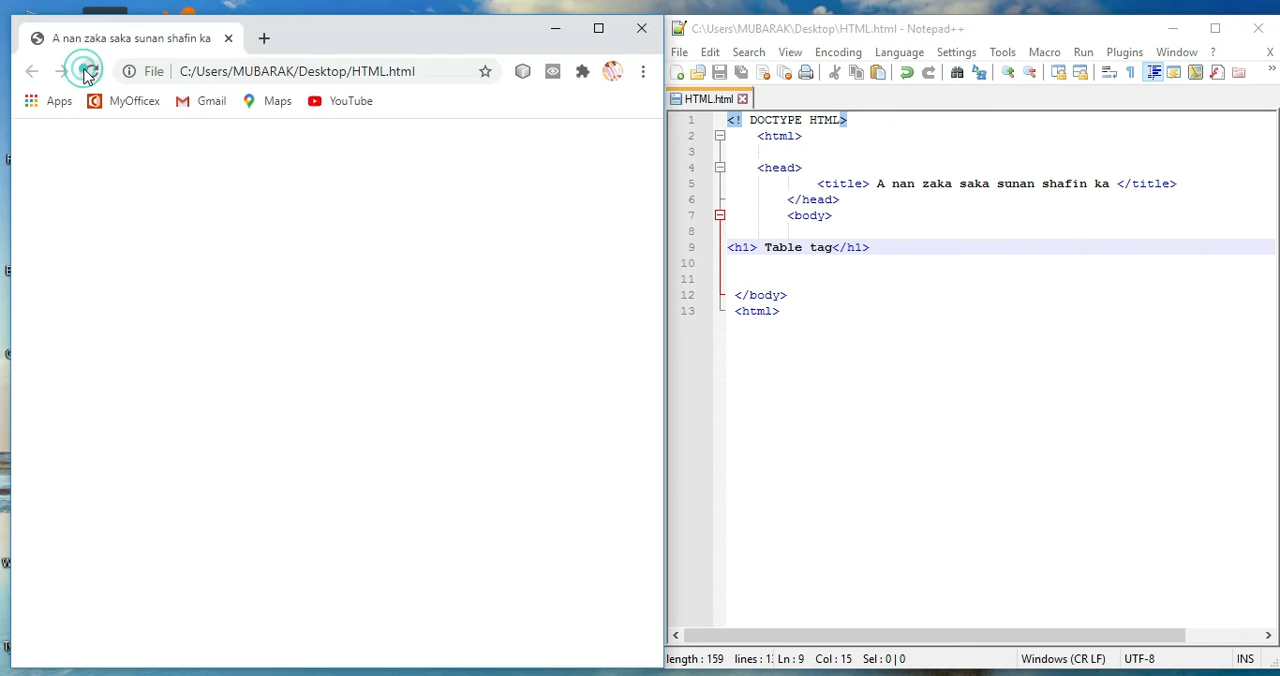 A nan zaka saka sunan shafin ka
File
C:/Users/MUBARAK/Desktop/HTML.html
Apps
MyOfficex
Gmail
Maps
YouTube
C:\Users\MUBARAK\Desktop\HTML.html - Notepad++
File Edit Search View Encoding Language Settings Tools Macro Run Plugins Window ? X
HTML.html
1 <! DOCTYPE HTML>
2 <html>
3
4 <head>
5 <title> A nan zaka saka sunan shafin ka </title>
6 </head>
7 <body>
8
9 <h1> Table tag</h1>
10
11
12 </body>
13 <html>
length : 159 lines : 13 Ln : 9 Col : 15 Sel : 0 | 0 Windows (CR LF) UTF-8 INS